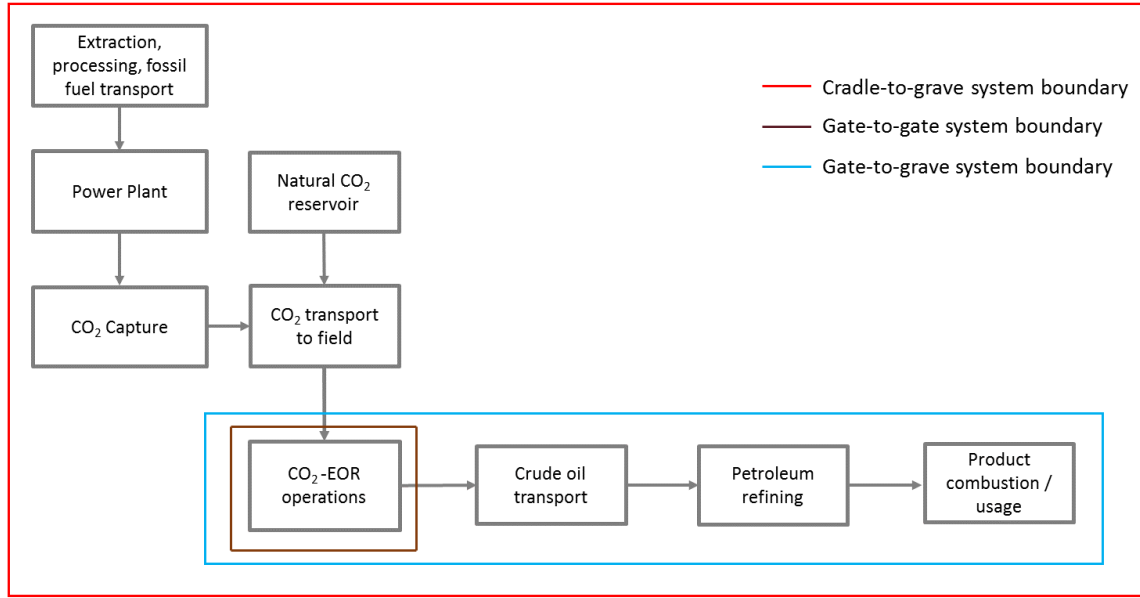 Extraction,
processing, fossil
fuel transport
Cradle-to-grave system boundary
Gate-to-gate system boundary
Gate-to-grave system boundary
Power Plant
Natural CO₂
reservoir
CO₂ Capture
CO₂ transport
to field
CO₂ -EOR
operations
Crude oil
transport
Petroleum
refining
Product
combustion /
usage